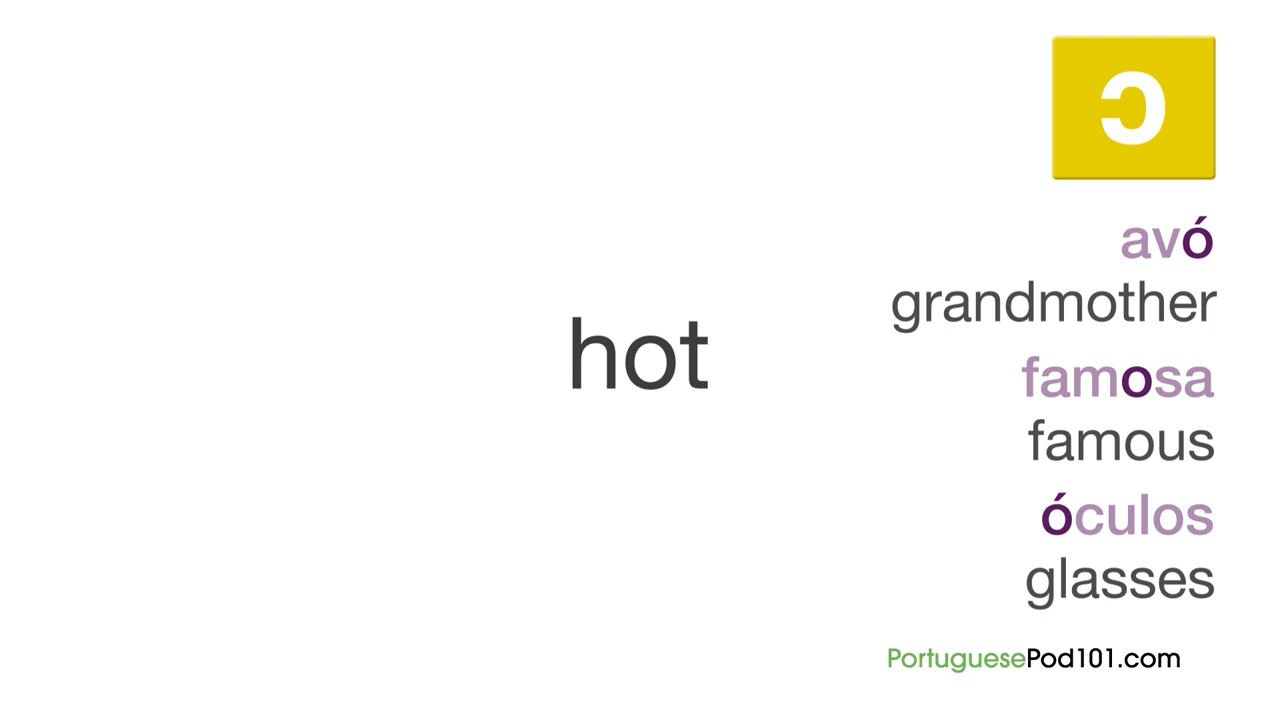 ɔ
avó
grandmother
hot
famosa
famous
óculos
glasses
PortuguesePod101.com